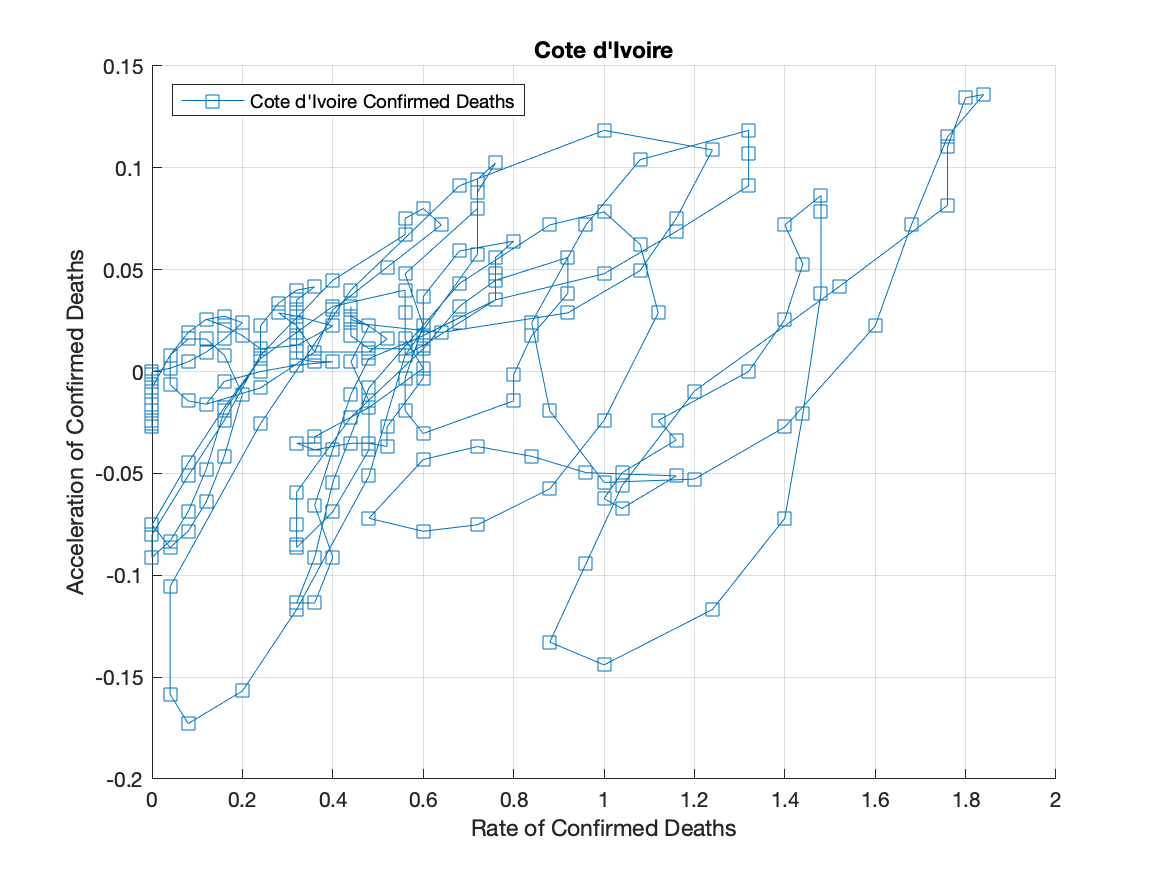 Cote d'Ivoire
Cote d'Ivoire Confirmed Deaths
0.15
0.1
0.05
0
-0.05
-0.1
-0.15
-0.2
Acceleration of Confirmed Deaths
0 0.2 0.4 0.6 0.8 1 1.2 1.4 1.6 1.8 2
Rate of Confirmed Deaths